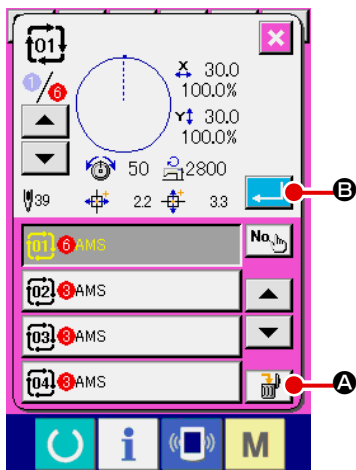 01
1/6
X 30.0
100.0%
Y 30.0
100.0%
50 2800
39 2.2 3.3
B
01 6 AMS
No.
02 3 AMS
03 3 AMS
04 3 AMS
A
i M